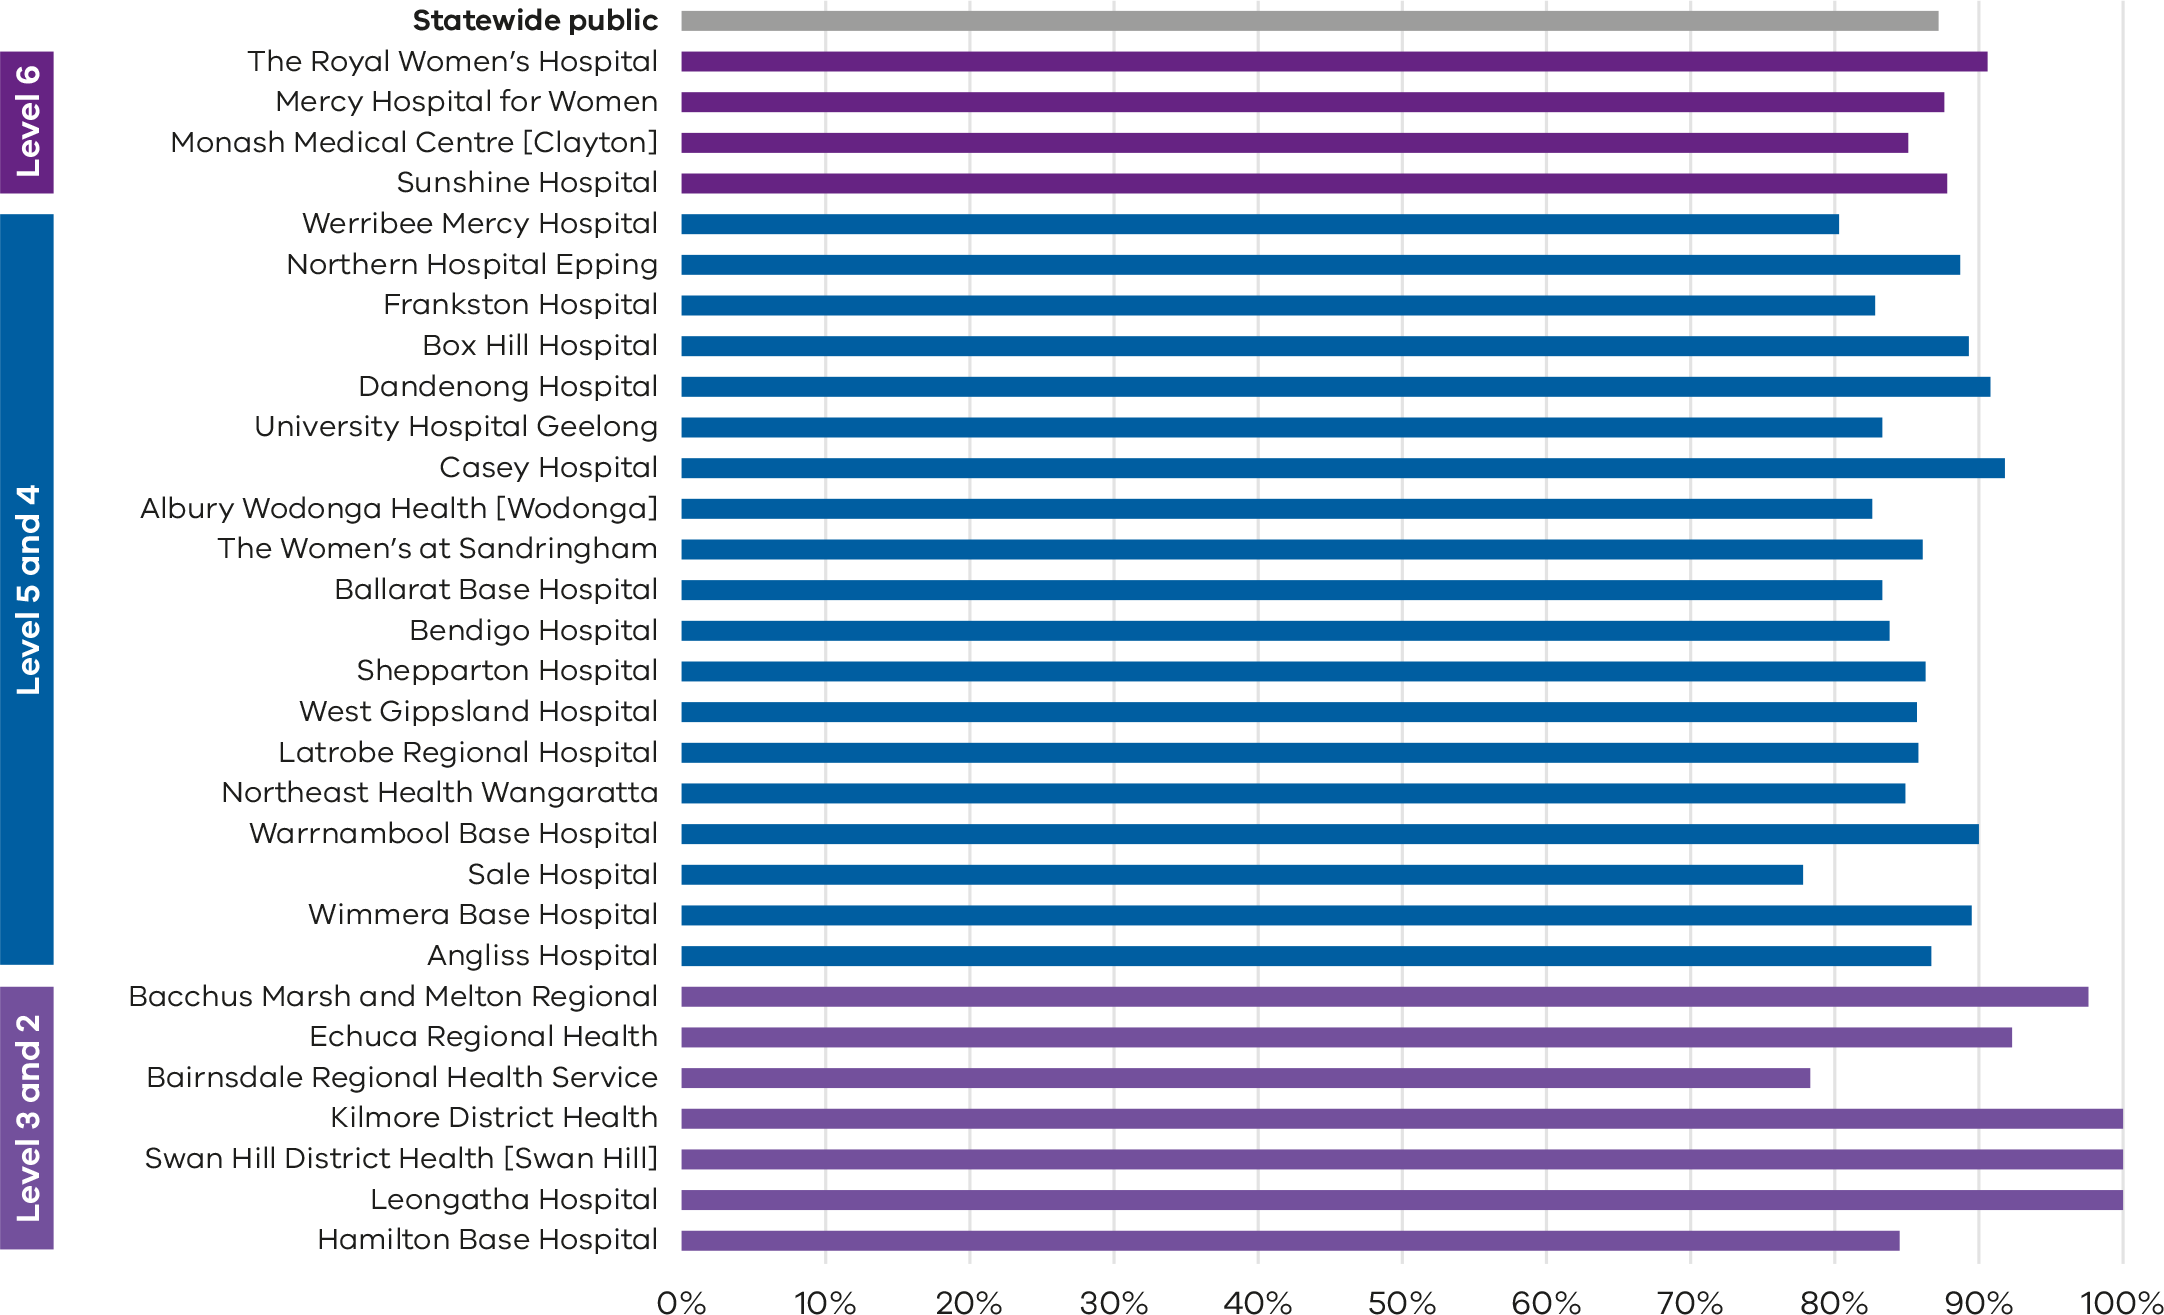 Statewide public
Level 6
The Royal Women’s Hospital
Mercy Hospital for Women
Monash Medical Centre [Clayton]
Sunshine Hospital
Level 5 and 4
Werribee Mercy Hospital
Northern Hospital Epping
Frankston Hospital
Box Hill Hospital
Dandenong Hospital
University Hospital Geelong
Casey Hospital
Albury Wodonga Health [Wodonga]
The Women’s at Sandringham
Ballarat Base Hospital
Bendigo Hospital
Shepparton Hospital
West Gippsland Hospital
Latrobe Regional Hospital
Northeast Health Wangaratta
Warrnambool Base Hospital
Sale Hospital
Wimmera Base Hospital
Angliss Hospital
Level 3 and 2
Bacchus Marsh and Melton Regional
Echuca Regional Health
Bairnsdale Regional Health Service
Kilmore District Health
Swan Hill District Health [Swan Hill]
Leongatha Hospital
Hamilton Base Hospital
0% 10% 20% 30% 40% 50% 60% 70% 80% 90% 100%